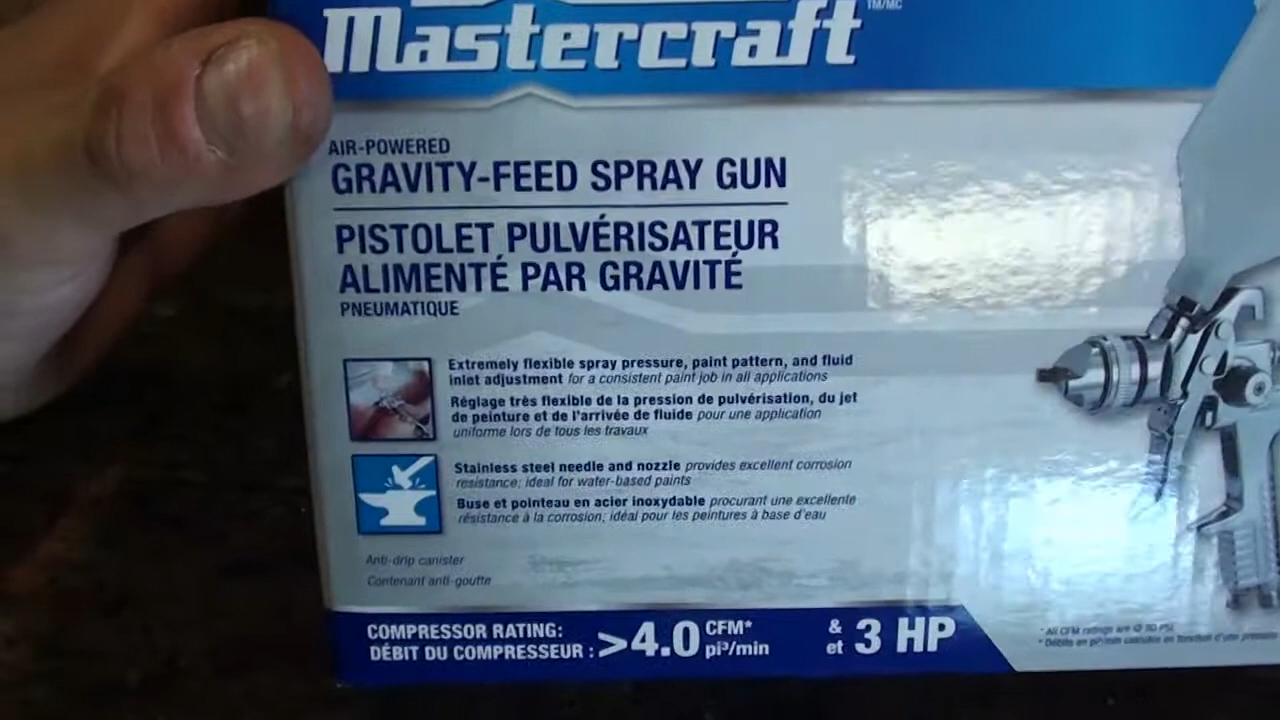 Mastercraft TM/MC
AIR-POWERED
GRAVITY-FEED SPRAY GUN
PISTOLET PULVÉRISATEUR
ALIMENTÉ PAR GRAVITÉ
PNEUMATIQUE
Extremely flexible spray pressure, paint pattern, and fluid
inlet adjustment for a consistent paint job in all applications
Réglage très flexible de la pression de pulvérisation, du jet
de peinture et de l'arrivée de fluide pour une application
uniforme lors de tous les travaux
Stainless steel needle and nozzle provides excellent corrosion
resistance; ideal for water-based paints
Buse et pointeau en acier inoxydable procurant une excellente
résistance à la corrosion; idéal pour les peintures à base d'eau
Anti-drip canister
Contenant anti-goutte
COMPRESSOR RATING:
DÉBIT DU COMPRESSEUR :
>4.0 CFM*
pi³/min
&
et
3 HP
* All CFM ratings are @ 90 PSI
* Débits en pi³/min